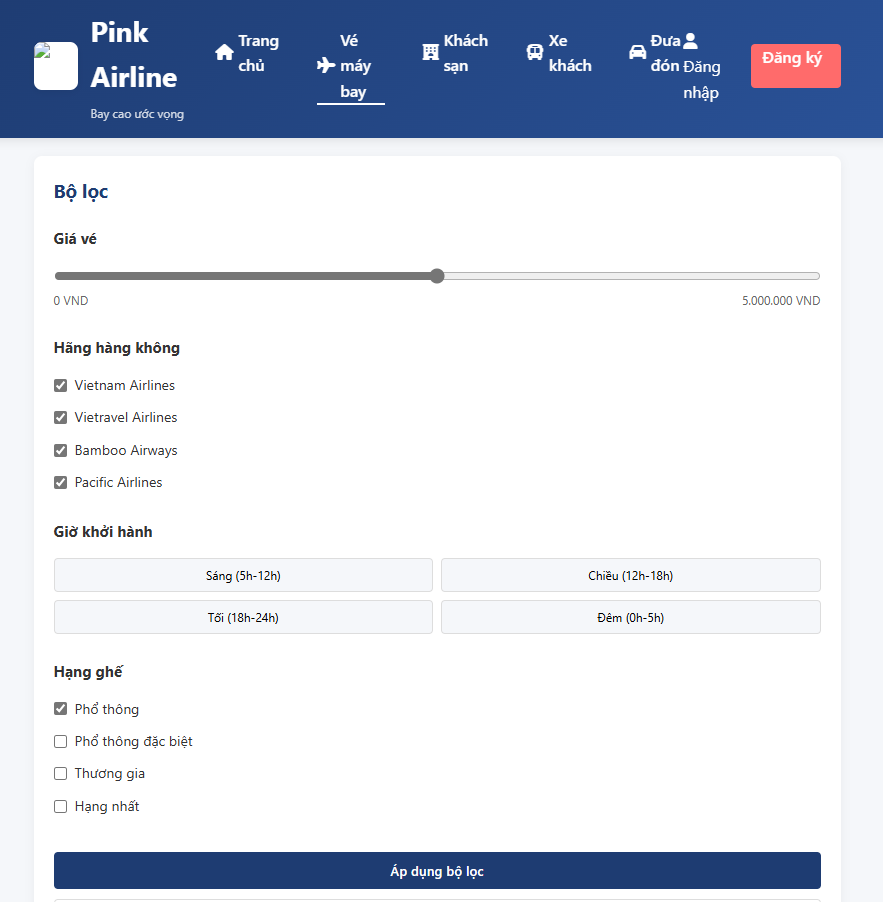 Pink
Airline
Bay cao ước vọng
Trang
chủ
Vé
máy
bay
Khách
sạn
Xe
khách
Đưa
đón
Đăng
nhập
Đăng ký
Bộ lọc
Giá vé
0 VND 5.000.000 VND
Hãng hàng không
Vietnam Airlines
Vietravel Airlines
Bamboo Airways
Pacific Airlines
Giờ khởi hành
Sáng (5h-12h) Chiều (12h-18h)
Tối (18h-24h) Đêm (0h-5h)
Hạng ghế
Phổ thông
Phổ thông đặc biệt
Thương gia
Hạng nhất
Áp dụng bộ lọc